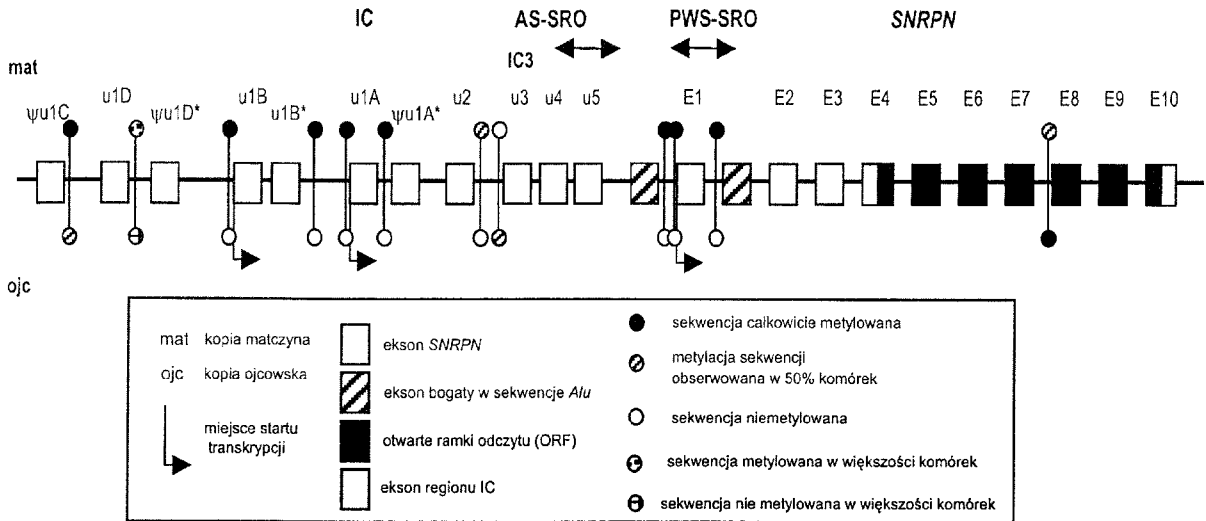 IC AS-SRO PWS-SRO SNRPN
IC3
mat
ψu1C u1D ψu1D* u1B u1B* u1A ψu1A* u2 u3 u4 u5 E1 E2 E3 E4 E5 E6 E7 E8 E9 E10
ojc
mat kopia matczyna
ojc kopia ojcowska
miejsce startu
transkrypcji
ekson SNRPN
ekson bogaty w sekwencje Alu
otwarte ramki odczytu (ORF)
ekson regionu IC
sekwencja całkowicie metylowana
metylacja sekwencji
obserwowana w 50% komórek
sekwencja niemetylowana
sekwencja metylowana w większości komórek
sekwencja nie metylowana w większości komórek